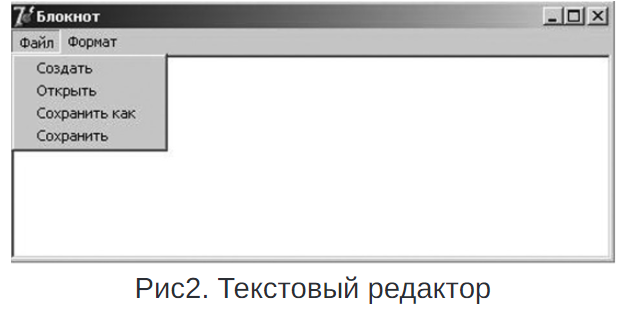 Блокнот
Файл Формат
Создать
Открыть
Сохранить как
Сохранить
Рис2. Текстовый редактор